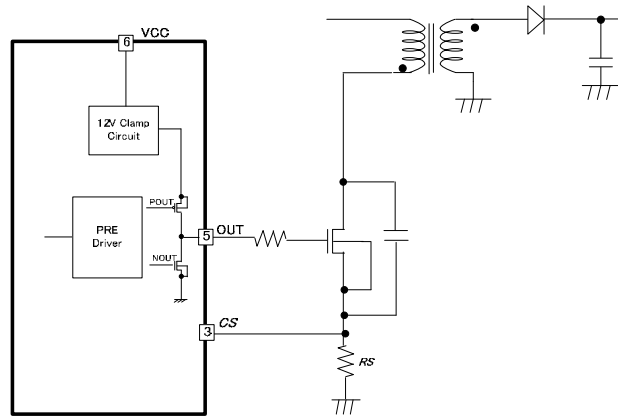 6
VCC
12V Clamp
Circuit
POUT
PRE
Driver
5
OUT
NOUT
3
CS
RS